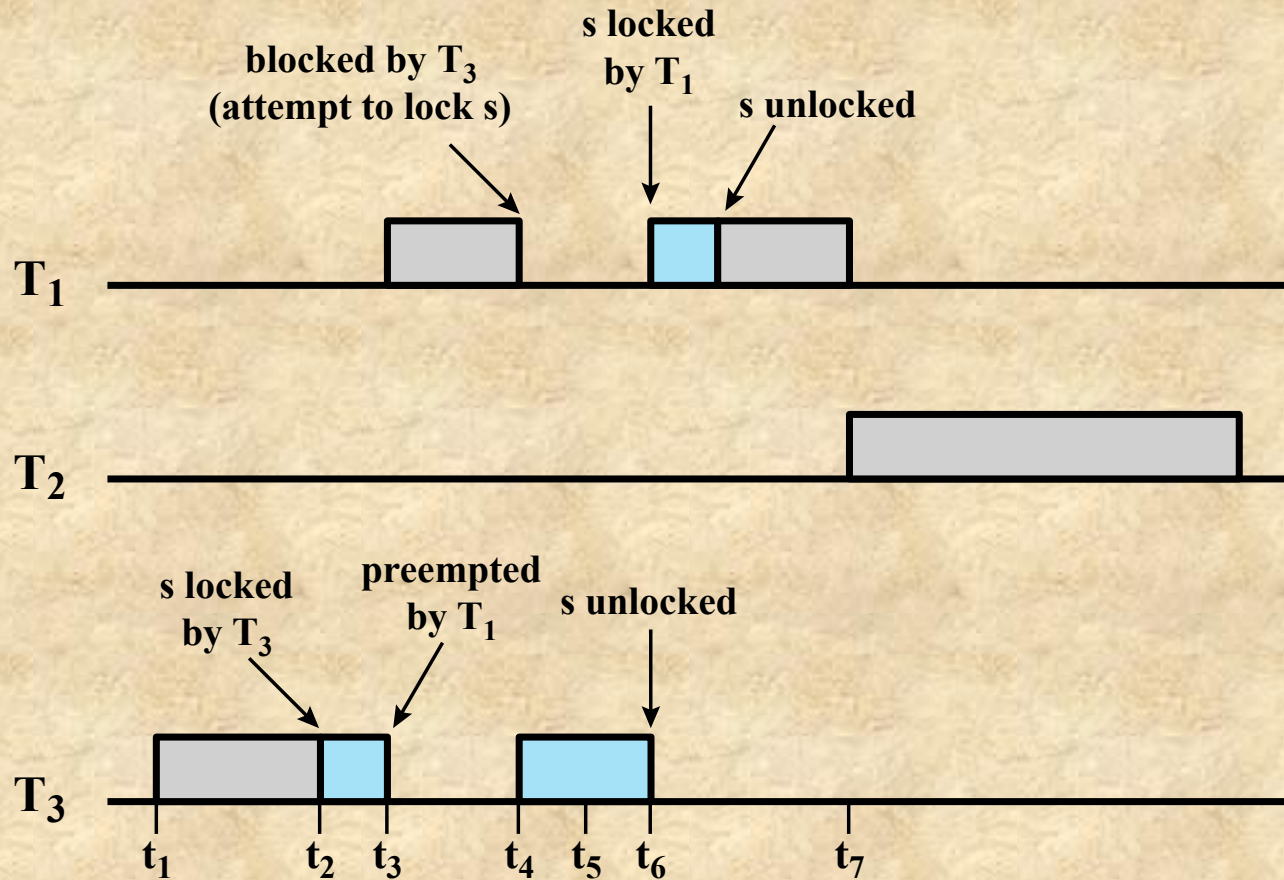 s locked
by T₁
blocked by T₃
(attempt to lock s)
s unlocked
T₁
T₂
s locked
by T₃
preempted
by T₁
s unlocked
T₃
t₁ t₂ t₃ t₄ t₅ t₆ t₇